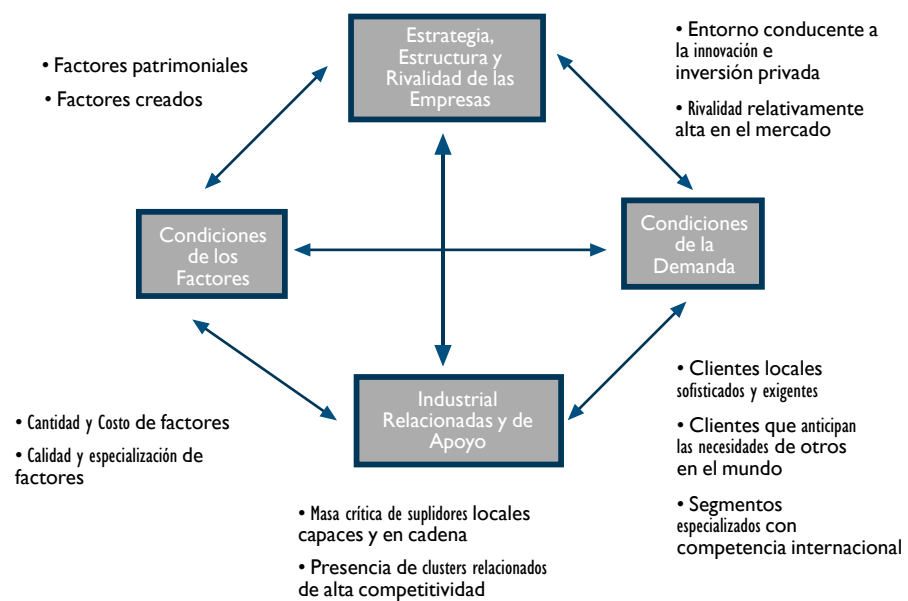 Estrategia,
Estructura y
Rivalidad de las
Empresas
• Entorno conducente a
la innovación e
inversión privada
• Rivalidad relativamente
alta en el mercado
• Factores patrimoniales
• Factores creados
Condiciones
de los
Factores
Condiciones
de la
Demanda
Industrial
Relacionadas y de
Apoyo
• Clientes locales
sofisticados y exigentes
• Clientes que anticipan
las necesidades de otros
en el mundo
• Segmentos
especializados con
competencia internacional
• Cantidad y Costo de factores
• Calidad y especialización de
factores
• Masa crítica de suplidores locales
capaces y en cadena
• Presencia de clusters relacionados
de alta competitividad